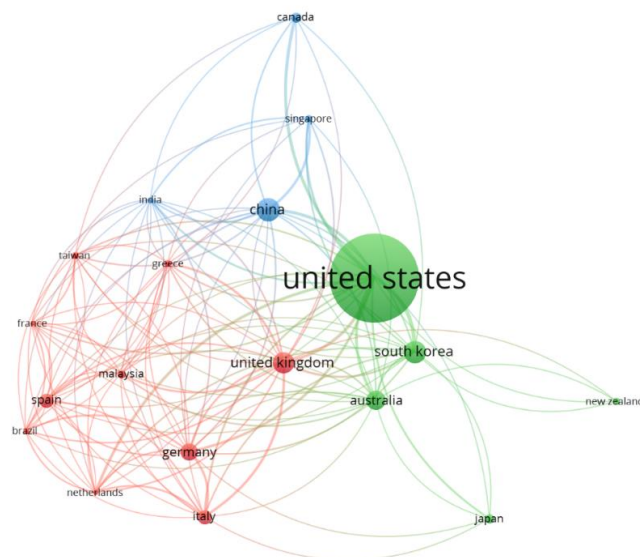 canada
singapore
india
china
taiwan
greece
united states
france
south korea
united kingdom
malaysia
spain
australia
new zealand
brazil
germany
netherlands
italy
japan